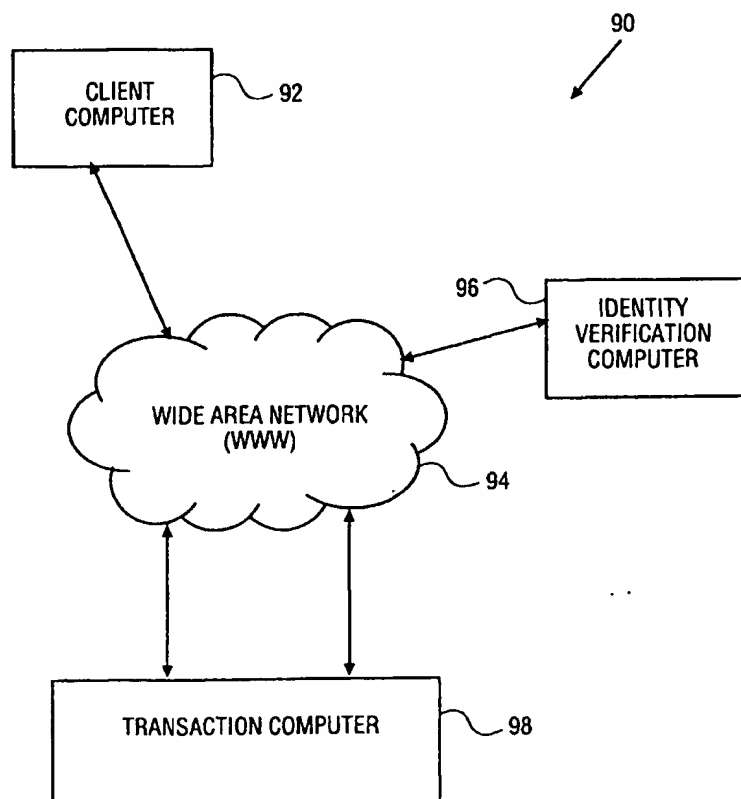 90
CLIENT
COMPUTER
92
96
IDENTITY
VERIFICATION
COMPUTER
WIDE AREA NETWORK
(WWW)
94
TRANSACTION COMPUTER
98